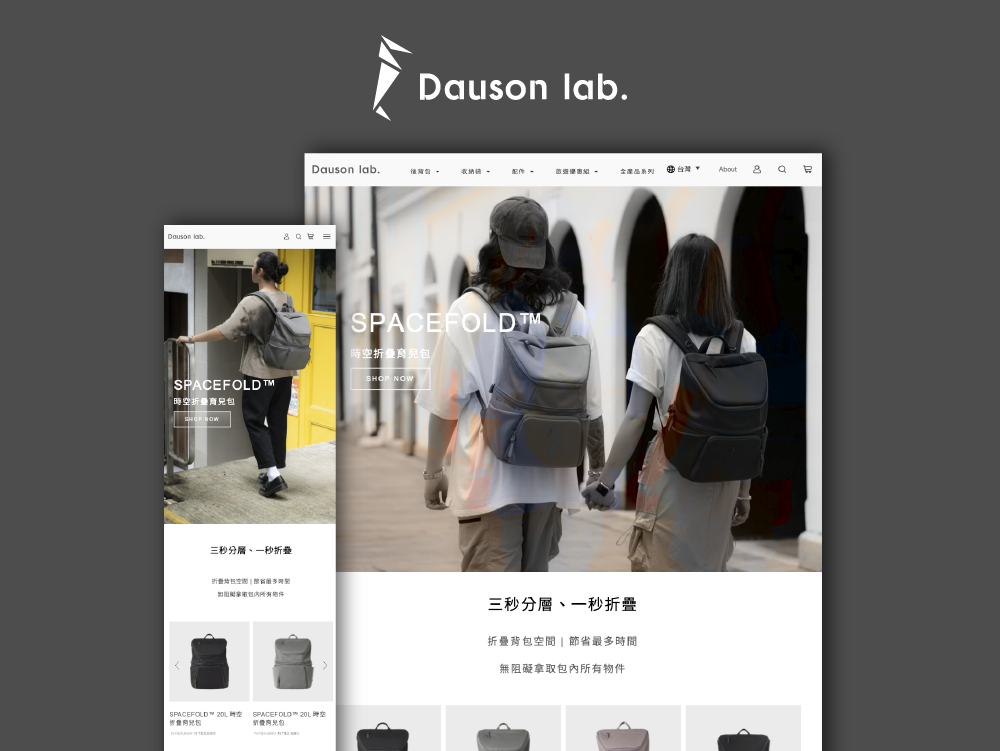 Dauson lab.
Dauson lab.
後背包
收納袋
配件
旅遊優惠組
全產品系列
台灣
About
SPACEFOLD™
時空折疊育兒包
SHOP NOW
三秒分層、一秒折疊
折疊背包空間 | 節省最多時間
無阻礙拿取包內所有物件
Dauson lab.
SPACEFOLD™
時空折疊育兒包
SHOP NOW
三秒分層、一秒折疊
折疊背包空間 | 節省最多時間
無阻礙拿取包內所有物件
SPACEFOLD™ 20L 時空
折疊育兒包
SPACEFOLD™ 20L 時空
折疊育兒包